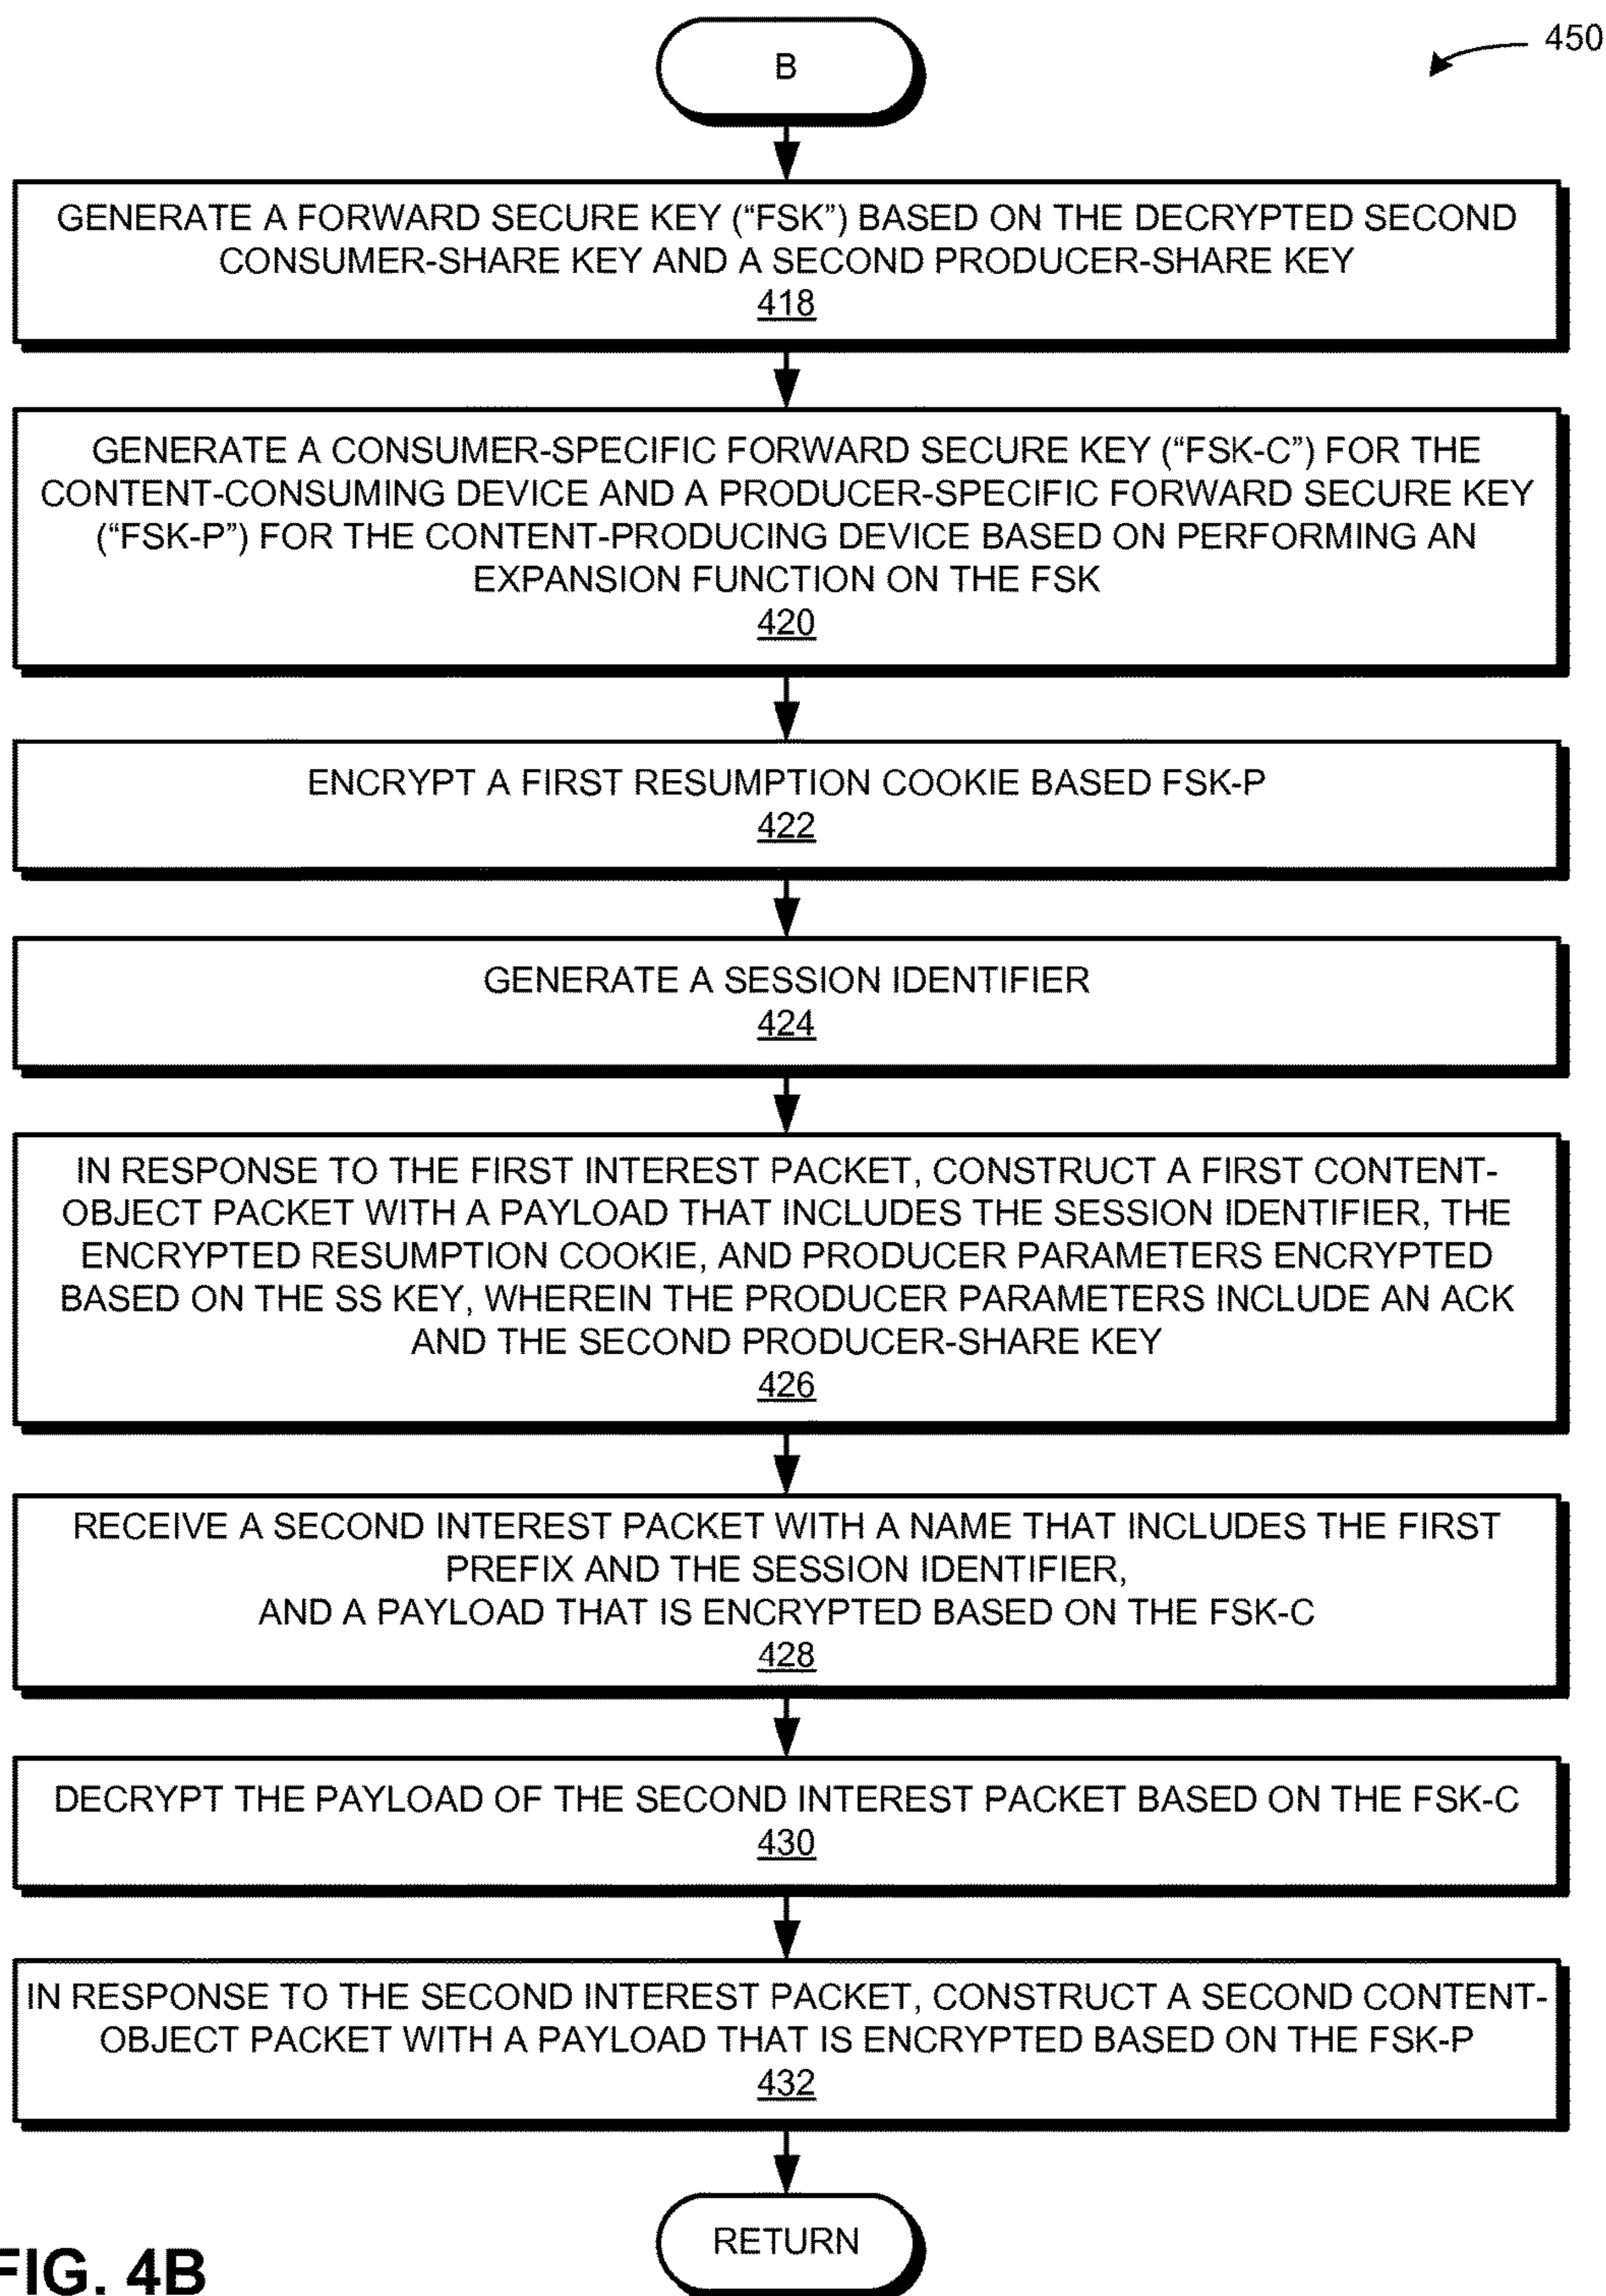 450
B
GENERATE A FORWARD SECURE KEY (“FSK”) BASED ON THE DECRYPTED SECOND
CONSUMER-SHARE KEY AND A SECOND PRODUCER-SHARE KEY
418
GENERATE A CONSUMER-SPECIFIC FORWARD SECURE KEY (“FSK-C”) FOR THE
CONTENT-CONSUMING DEVICE AND A PRODUCER-SPECIFIC FORWARD SECURE KEY
(“FSK-P”) FOR THE CONTENT-PRODUCING DEVICE BASED ON PERFORMING AN
EXPANSION FUNCTION ON THE FSK
420
ENCRYPT A FIRST RESUMPTION COOKIE BASED FSK-P
422
GENERATE A SESSION IDENTIFIER
424
IN RESPONSE TO THE FIRST INTEREST PACKET, CONSTRUCT A FIRST CONTENT-
OBJECT PACKET WITH A PAYLOAD THAT INCLUDES THE SESSION IDENTIFIER, THE
ENCRYPTED RESUMPTION COOKIE, AND PRODUCER PARAMETERS ENCRYPTED
BASED ON THE SS KEY, WHEREIN THE PRODUCER PARAMETERS INCLUDE AN ACK
AND THE SECOND PRODUCER-SHARE KEY
426
RECEIVE A SECOND INTEREST PACKET WITH A NAME THAT INCLUDES THE FIRST
PREFIX AND THE SESSION IDENTIFIER,
AND A PAYLOAD THAT IS ENCRYPTED BASED ON THE FSK-C
428
DECRYPT THE PAYLOAD OF THE SECOND INTEREST PACKET BASED ON THE FSK-C
430
IN RESPONSE TO THE SECOND INTEREST PACKET, CONSTRUCT A SECOND CONTENT-
OBJECT PACKET WITH A PAYLOAD THAT IS ENCRYPTED BASED ON THE FSK-P
432
RETURN
FIG. 4B